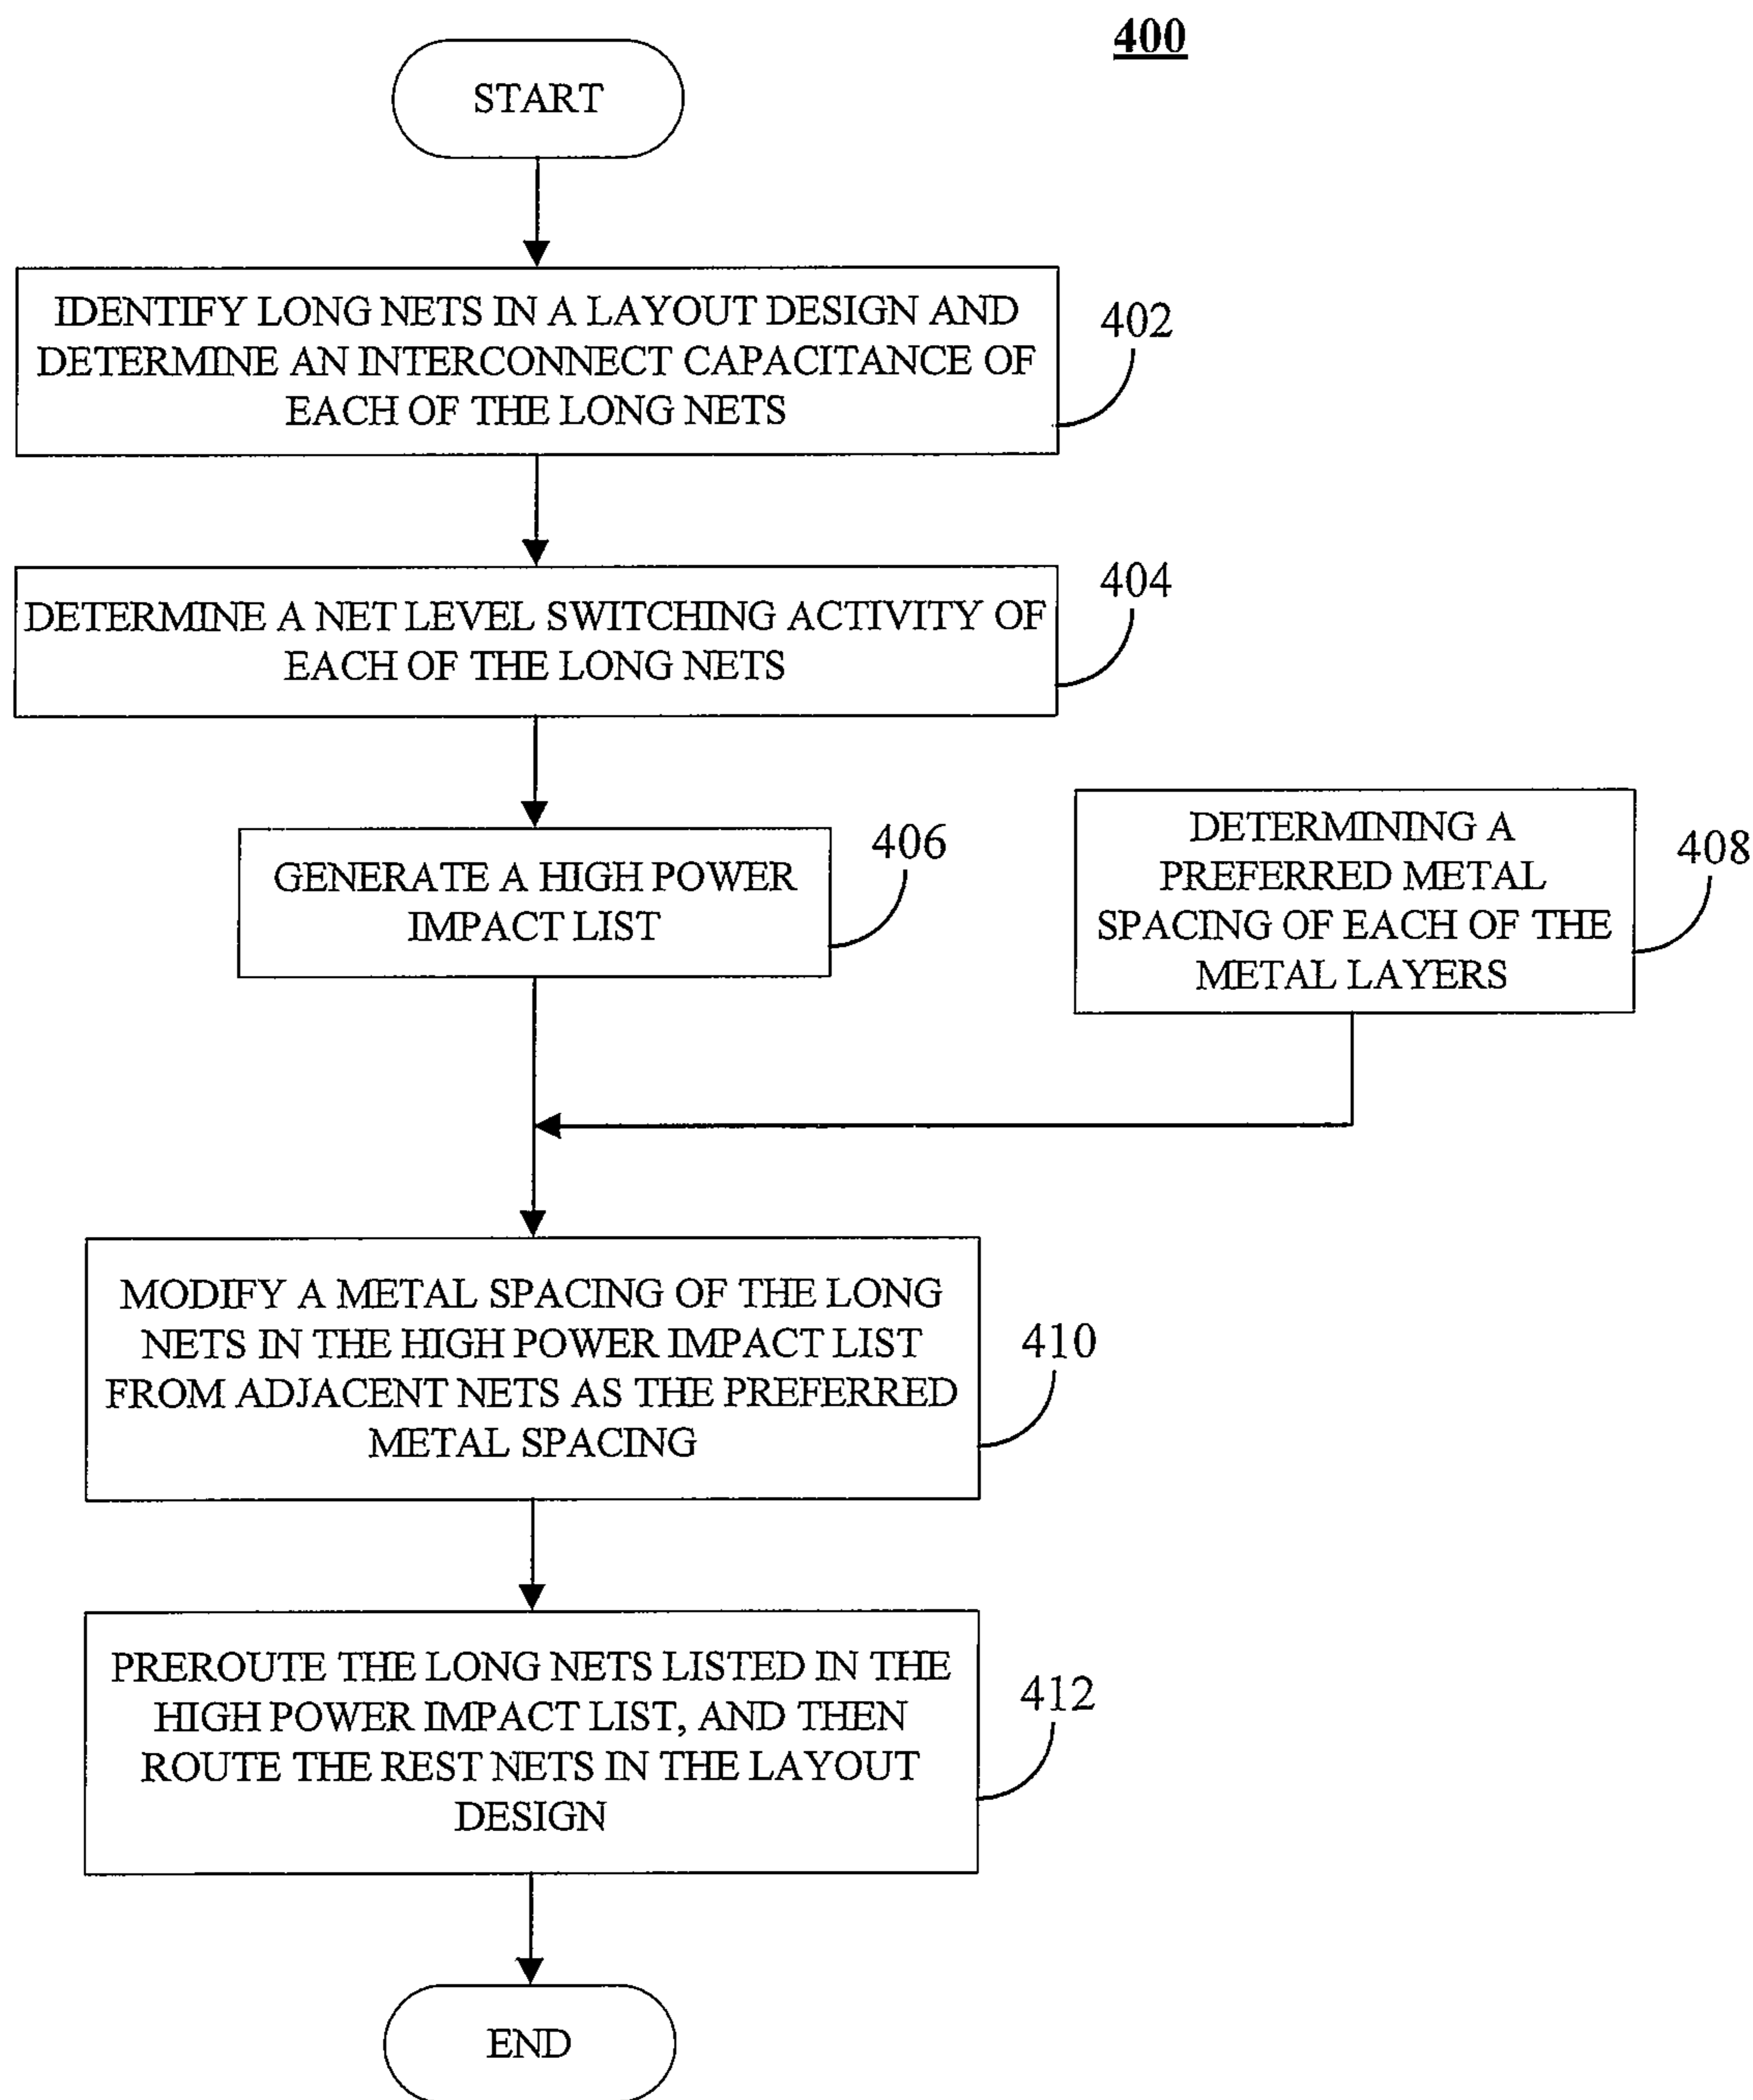 400
START
IDENTIFY LONG NETS IN A LAYOUT DESIGN AND
DETERMINE AN INTERCONNECT CAPACITANCE OF
EACH OF THE LONG NETS
402
DETERMINE A NET LEVEL SWITCHING ACTIVITY OF
EACH OF THE LONG NETS
404
GENERATE A HIGH POWER
IMPACT LIST
406
DETERMINING A
PREFERRED METAL
SPACING OF EACH OF THE
METAL LAYERS
408
MODIFY A METAL SPACING OF THE LONG
NETS IN THE HIGH POWER IMPACT LIST
FROM ADJACENT NETS AS THE PREFERRED
METAL SPACING
410
PREROUTE THE LONG NETS LISTED IN THE
HIGH POWER IMPACT LIST, AND THEN
ROUTE THE REST NETS IN THE LAYOUT
DESIGN
412
END